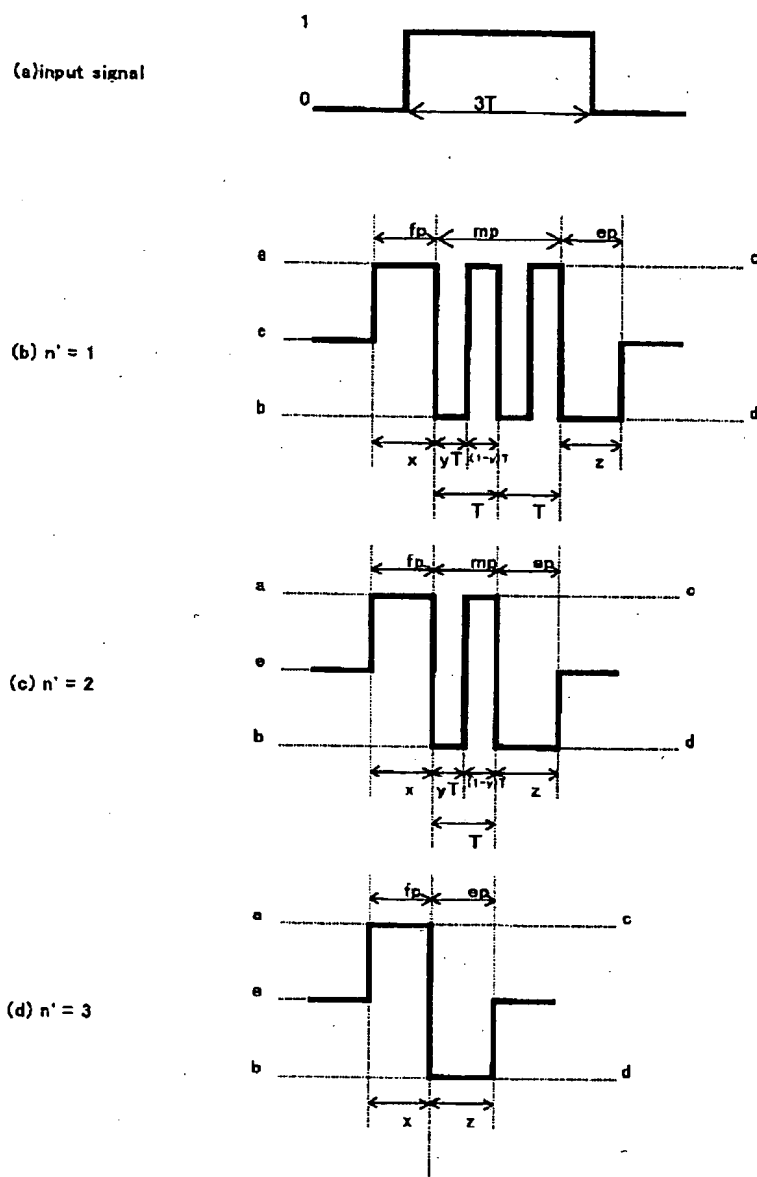 1
(a)input signal
0
3T
fp mp ep
a c
e
(b) n' = 1
b d
x yT (1-y)T z
T T
fp mp ep
a c
e
(c) n' = 2
b d
x yT (1-y)T z
T
fp ep
a c
e
(d) n' = 3
b d
x z